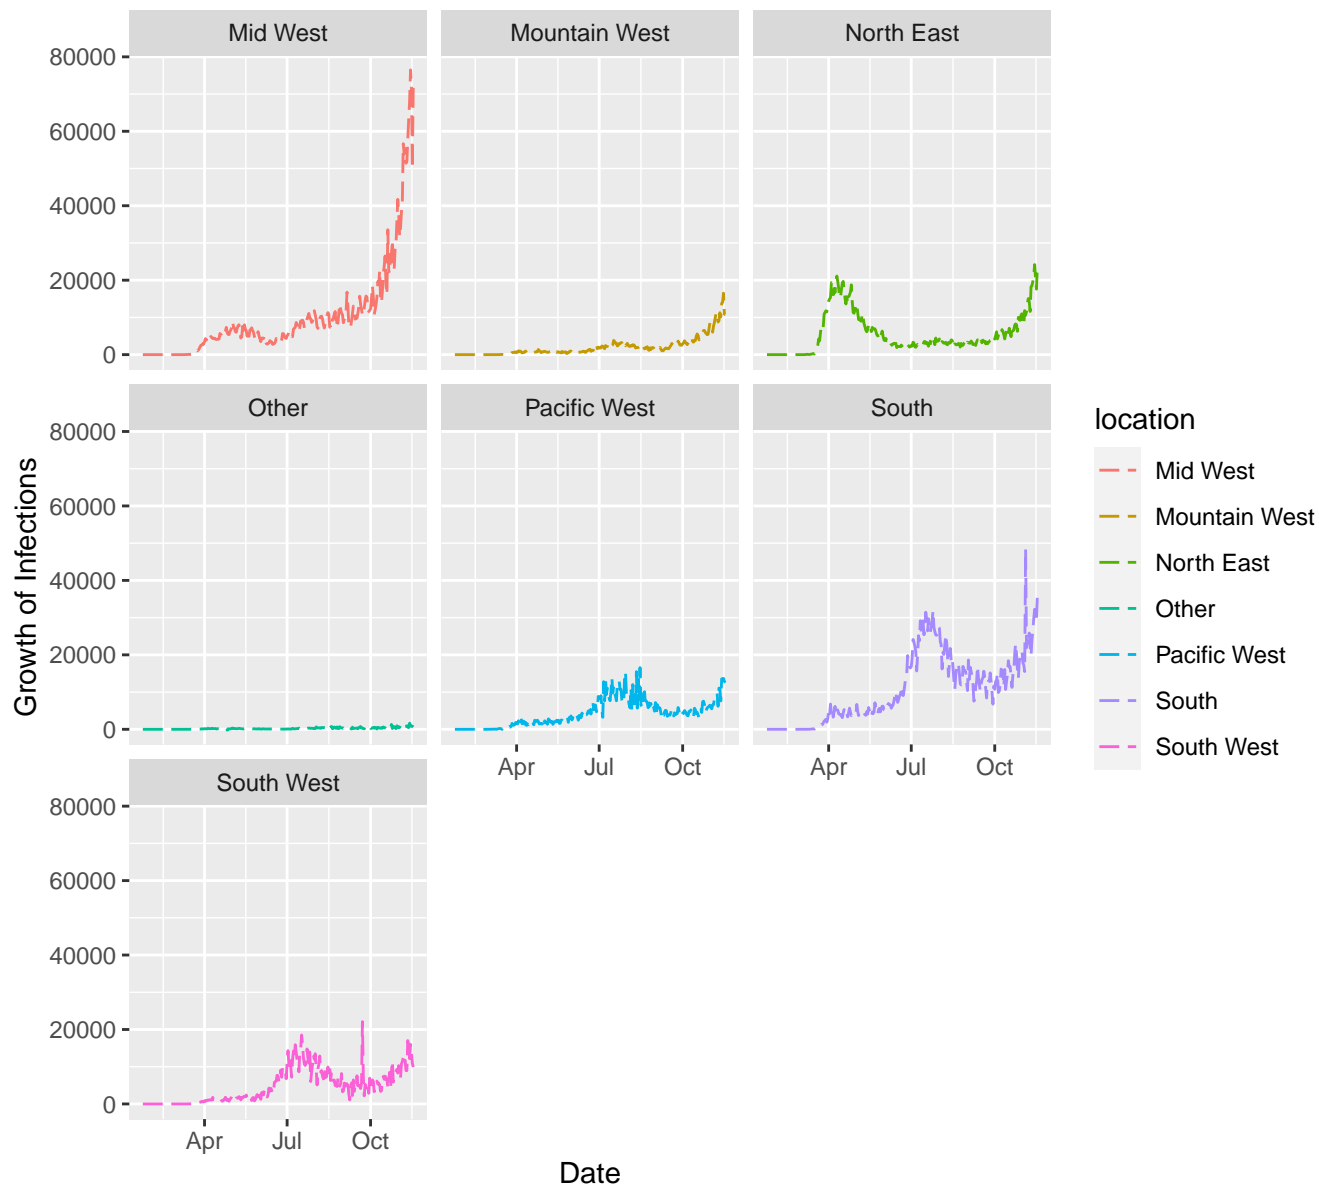 Mid West
Mountain West
North East
80000
60000
40000
20000
0
Other
Pacific West
South
80000
60000
40000
20000
0
Apr
Jul
Oct
Apr
Jul
Oct
South West
80000
60000
40000
20000
0
Apr
Jul
Oct
Growth of Infections
Date
location
Mid West
Mountain West
North East
Other
Pacific West
South
South West